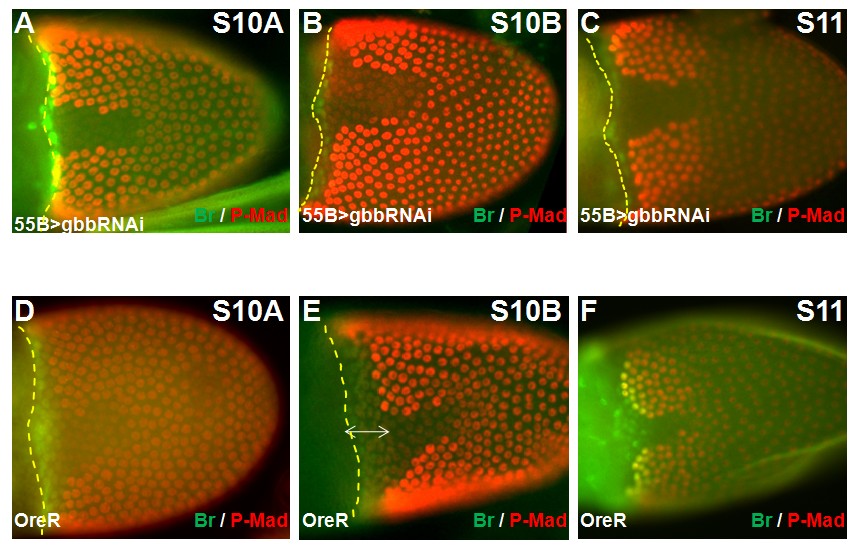 A S10A
55B>gbbRNAi Br / P-Mad
B S10B
55B>gbbRNAi Br / P-Mad
C S11
55B>gbbRNAi Br / P-Mad
D S10A
OreR Br / P-Mad
E S10B
OreR Br / P-Mad
F S11
OreR Br / P-Mad